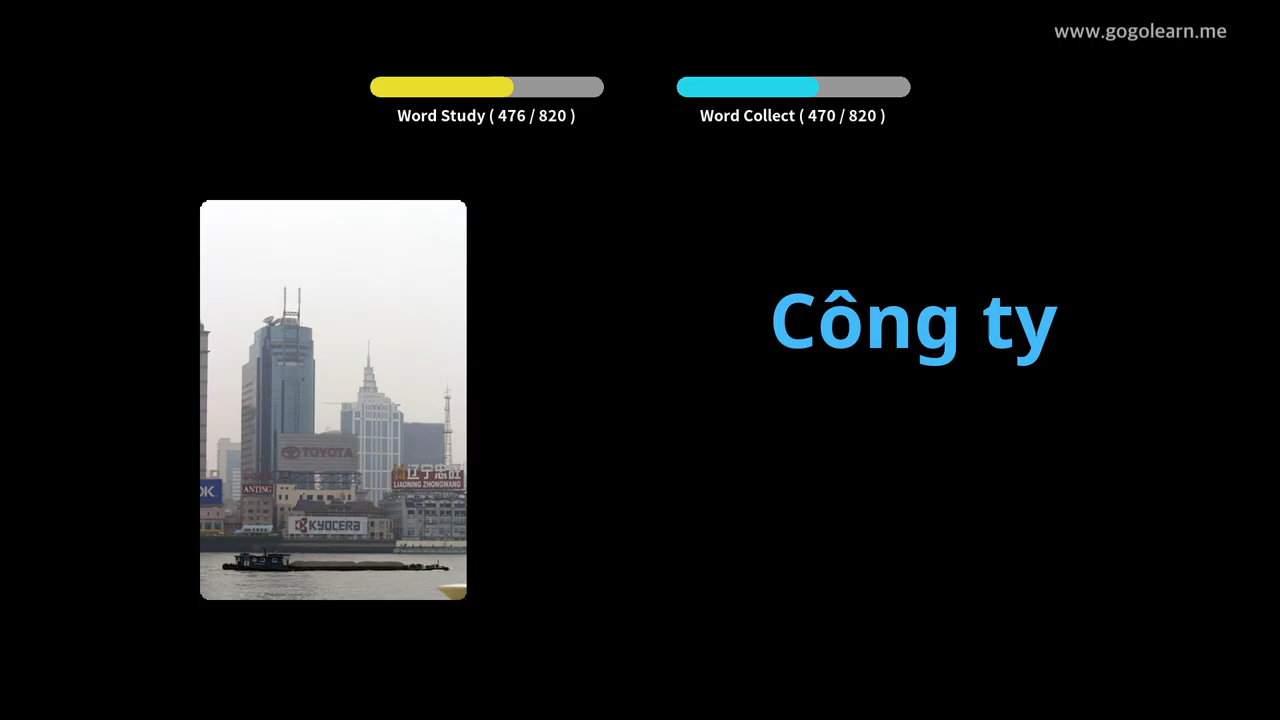 www.gogolearn.me
Word Study ( 476 / 820 )
Word Collect ( 470 / 820 )
Công ty
TOYOTA
辽宁忠旺
LIAONING ZHONGWANG
OK
ANTING
KYOCERA